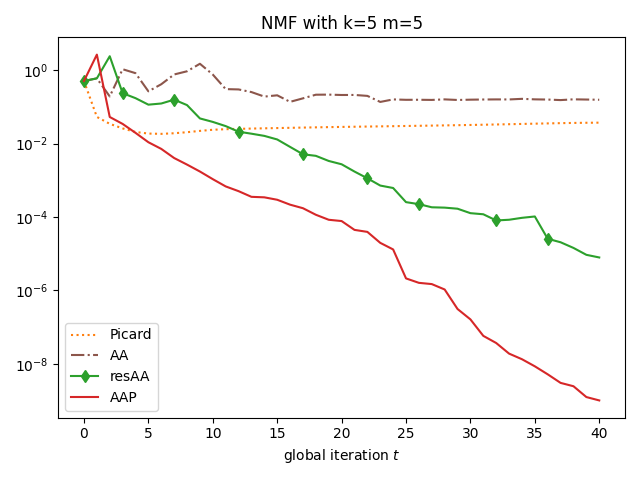 NMF with k=5 m=5
10^0
10^-2
10^-4
10^-6
10^-8
Picard
AA
resAA
AAP
0 5 10 15 20 25 30 35 40
global iteration t